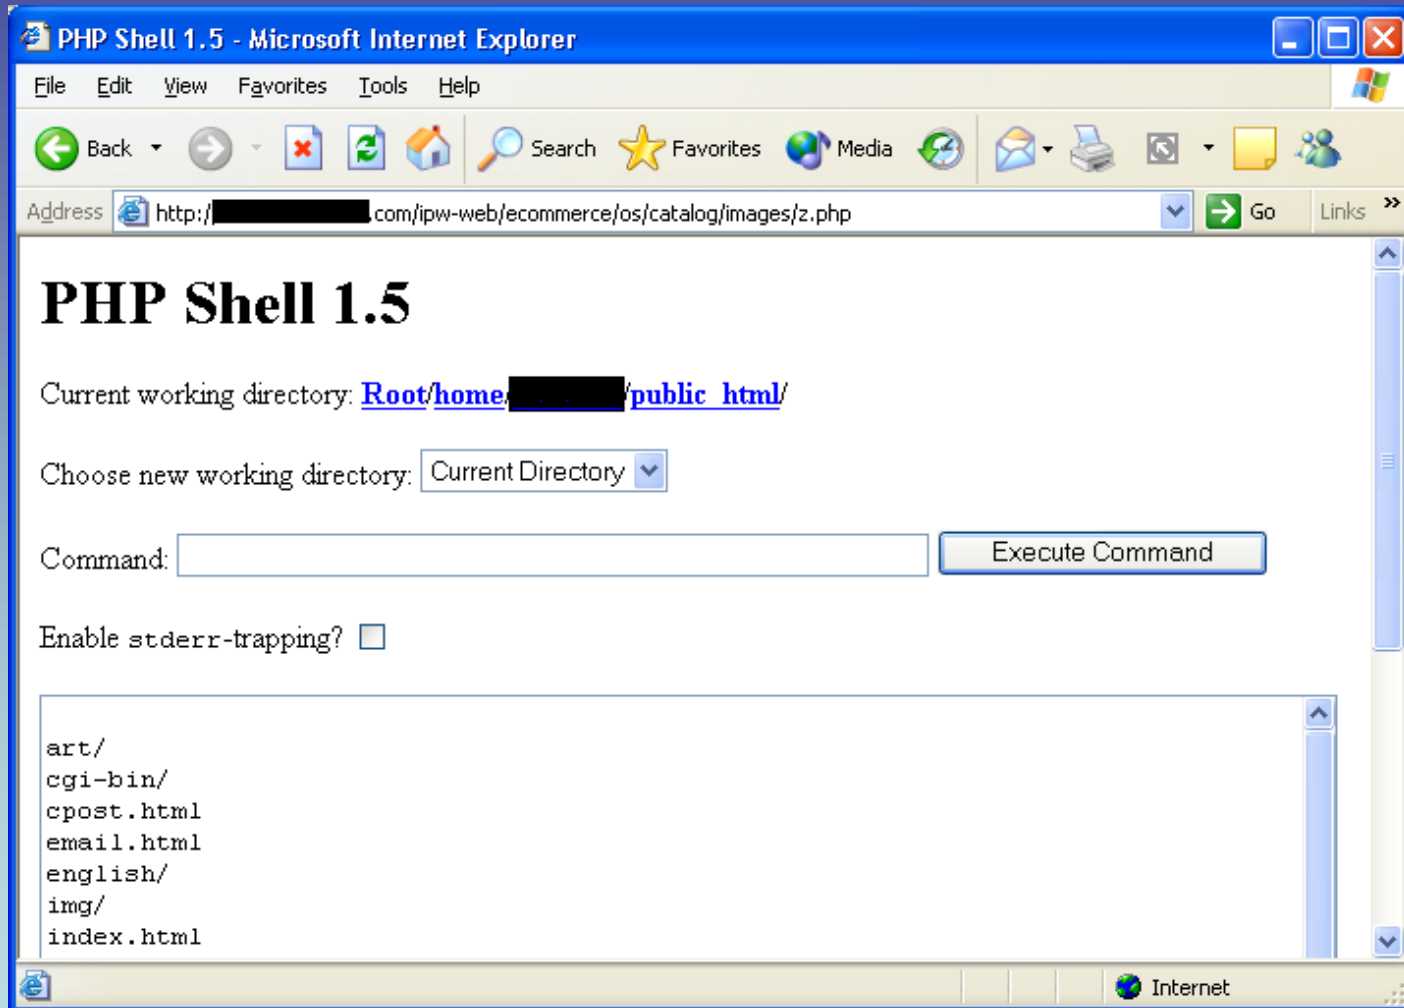 PHP Shell 1.5 - Microsoft Internet Explorer
File Edit View Favorites Tools Help
Back Search Favorites Media
Address http:/ .com/ipw-web/ecommerce/os/catalog/images/z.php Go Links »
PHP Shell 1.5
Current working directory: Root/home/ /public_html/
Choose new working directory: Current Directory
Command: Execute Command
Enable stderr-trapping?
art/
cgi-bin/
cpost.html
email.html
english/
img/
index.html
Internet